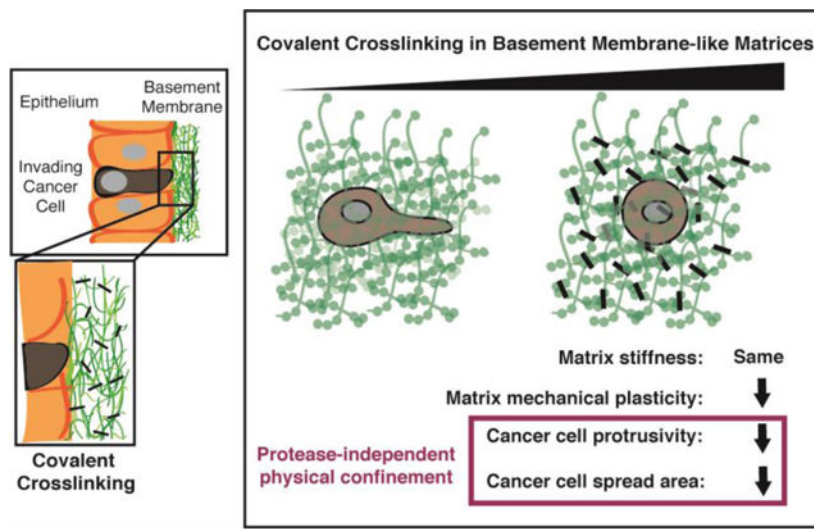 Epithelium
Basement
Membrane
Invading
Cancer
Cell
Covalent
Crosslinking
Covalent Crosslinking in Basement Membrane-like Matrices
Matrix stiffness: Same
Matrix mechanical plasticity:
Protease-independent
physical confinement
Cancer cell protrusivity:
Cancer cell spread area: